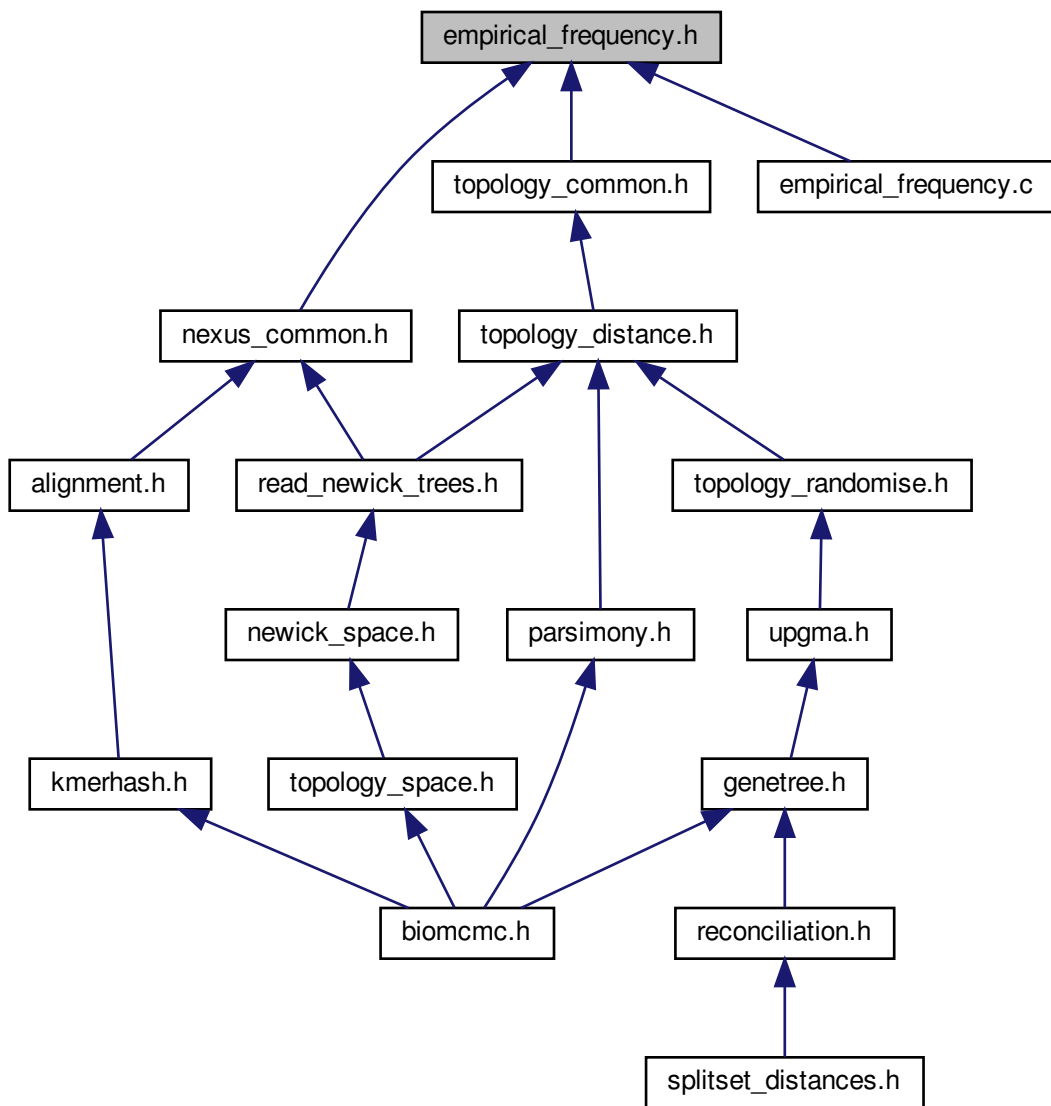 empirical_frequency.h
topology_common.h
empirical_frequency.c
nexus_common.h
topology_distance.h
alignment.h
read_newick_trees.h
topology_randomise.h
newick_space.h
parsimony.h
upgma.h
kmerhash.h
topology_space.h
genetree.h
biomcmc.h
reconciliation.h
splitset_distances.h